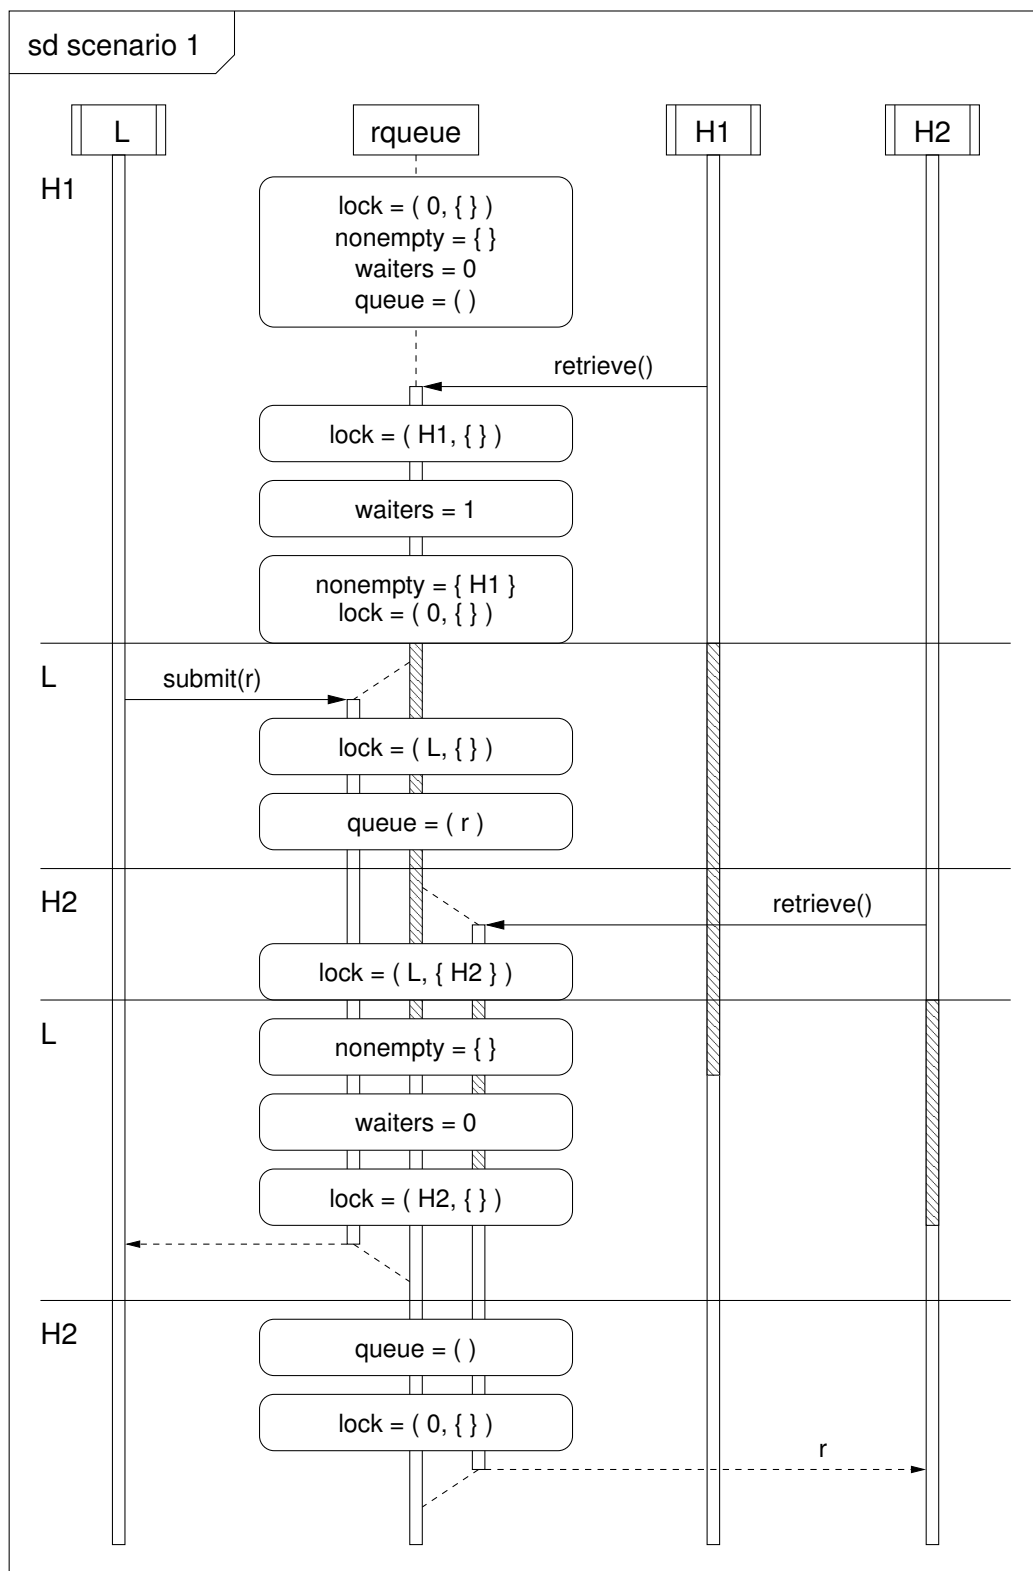 sd scenario 1
L
rqueue
H1
H2
H1
lock = ( 0, { } )
nonempty = { }
waiters = 0
queue = ( )
retrieve()
lock = ( H1, { } )
waiters = 1
nonempty = { H1 }
lock = ( 0, { } )
L
submit(r)
lock = ( L, { } )
queue = ( r )
H2
retrieve()
lock = ( L, { H2 } )
L
nonempty = { }
waiters = 0
lock = ( H2, { } )
H2
queue = ( )
lock = ( 0, { } )
r